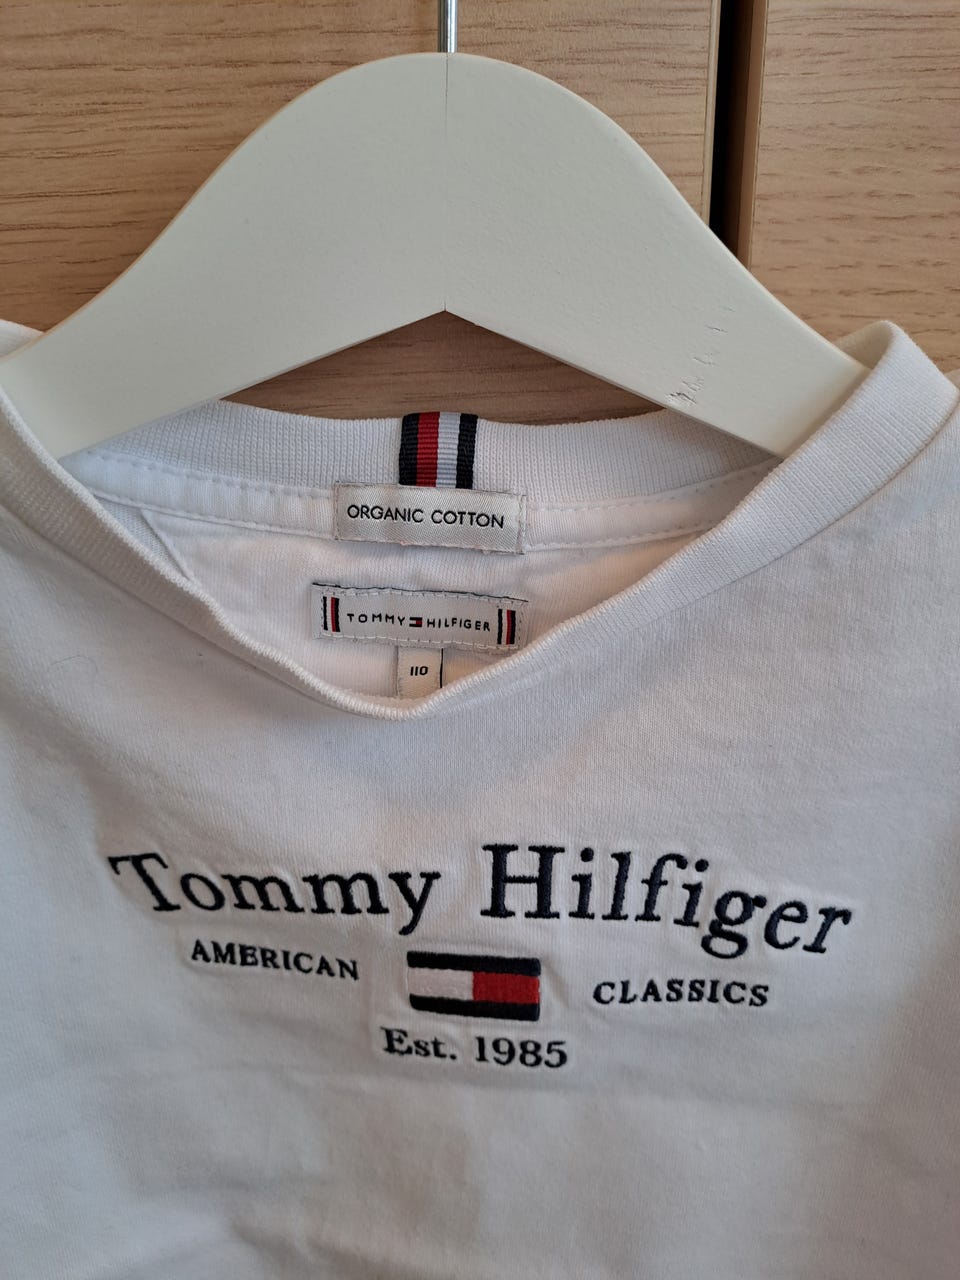 ORGANIC COTTON
TOMMY HILFIGER
110
Tommy Hilfiger
AMERICAN CLASSICS
Est. 1985